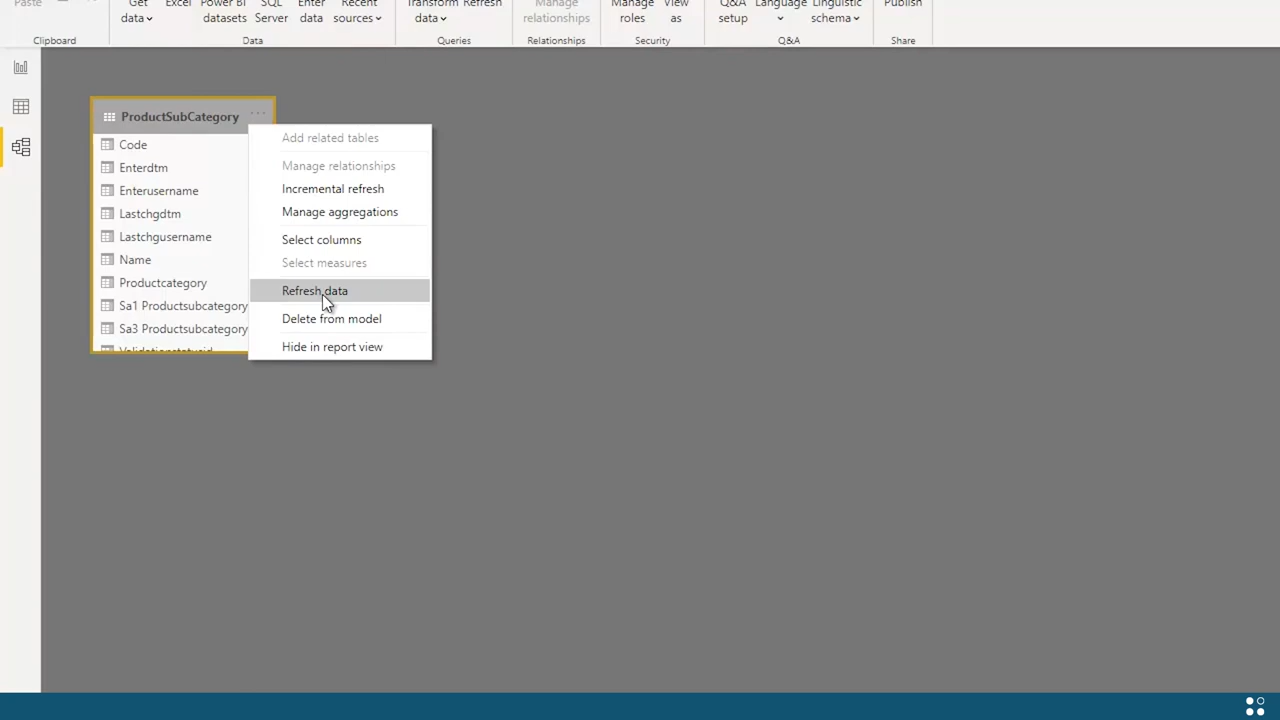 Paste
Get data
Excel
Power BI datasets
SQL Server
Enter data
Recent sources
Transform data
Refresh
Manage relationships
Manage roles
View as
Q&A setup
Language
Linguistic schema
Publish
Clipboard
Data
Queries
Relationships
Security
Q&A
Share
ProductSubCategory
Code
Enterdtm
Enterusername
Lastchgdtm
Lastchgusername
Name
Productcategory
Sa1 Productsubcategory
Sa3 Productsubcategory
Validationstatusid
Add related tables
Manage relationships
Incremental refresh
Manage aggregations
Select columns
Select measures
Refresh data
Delete from model
Hide in report view